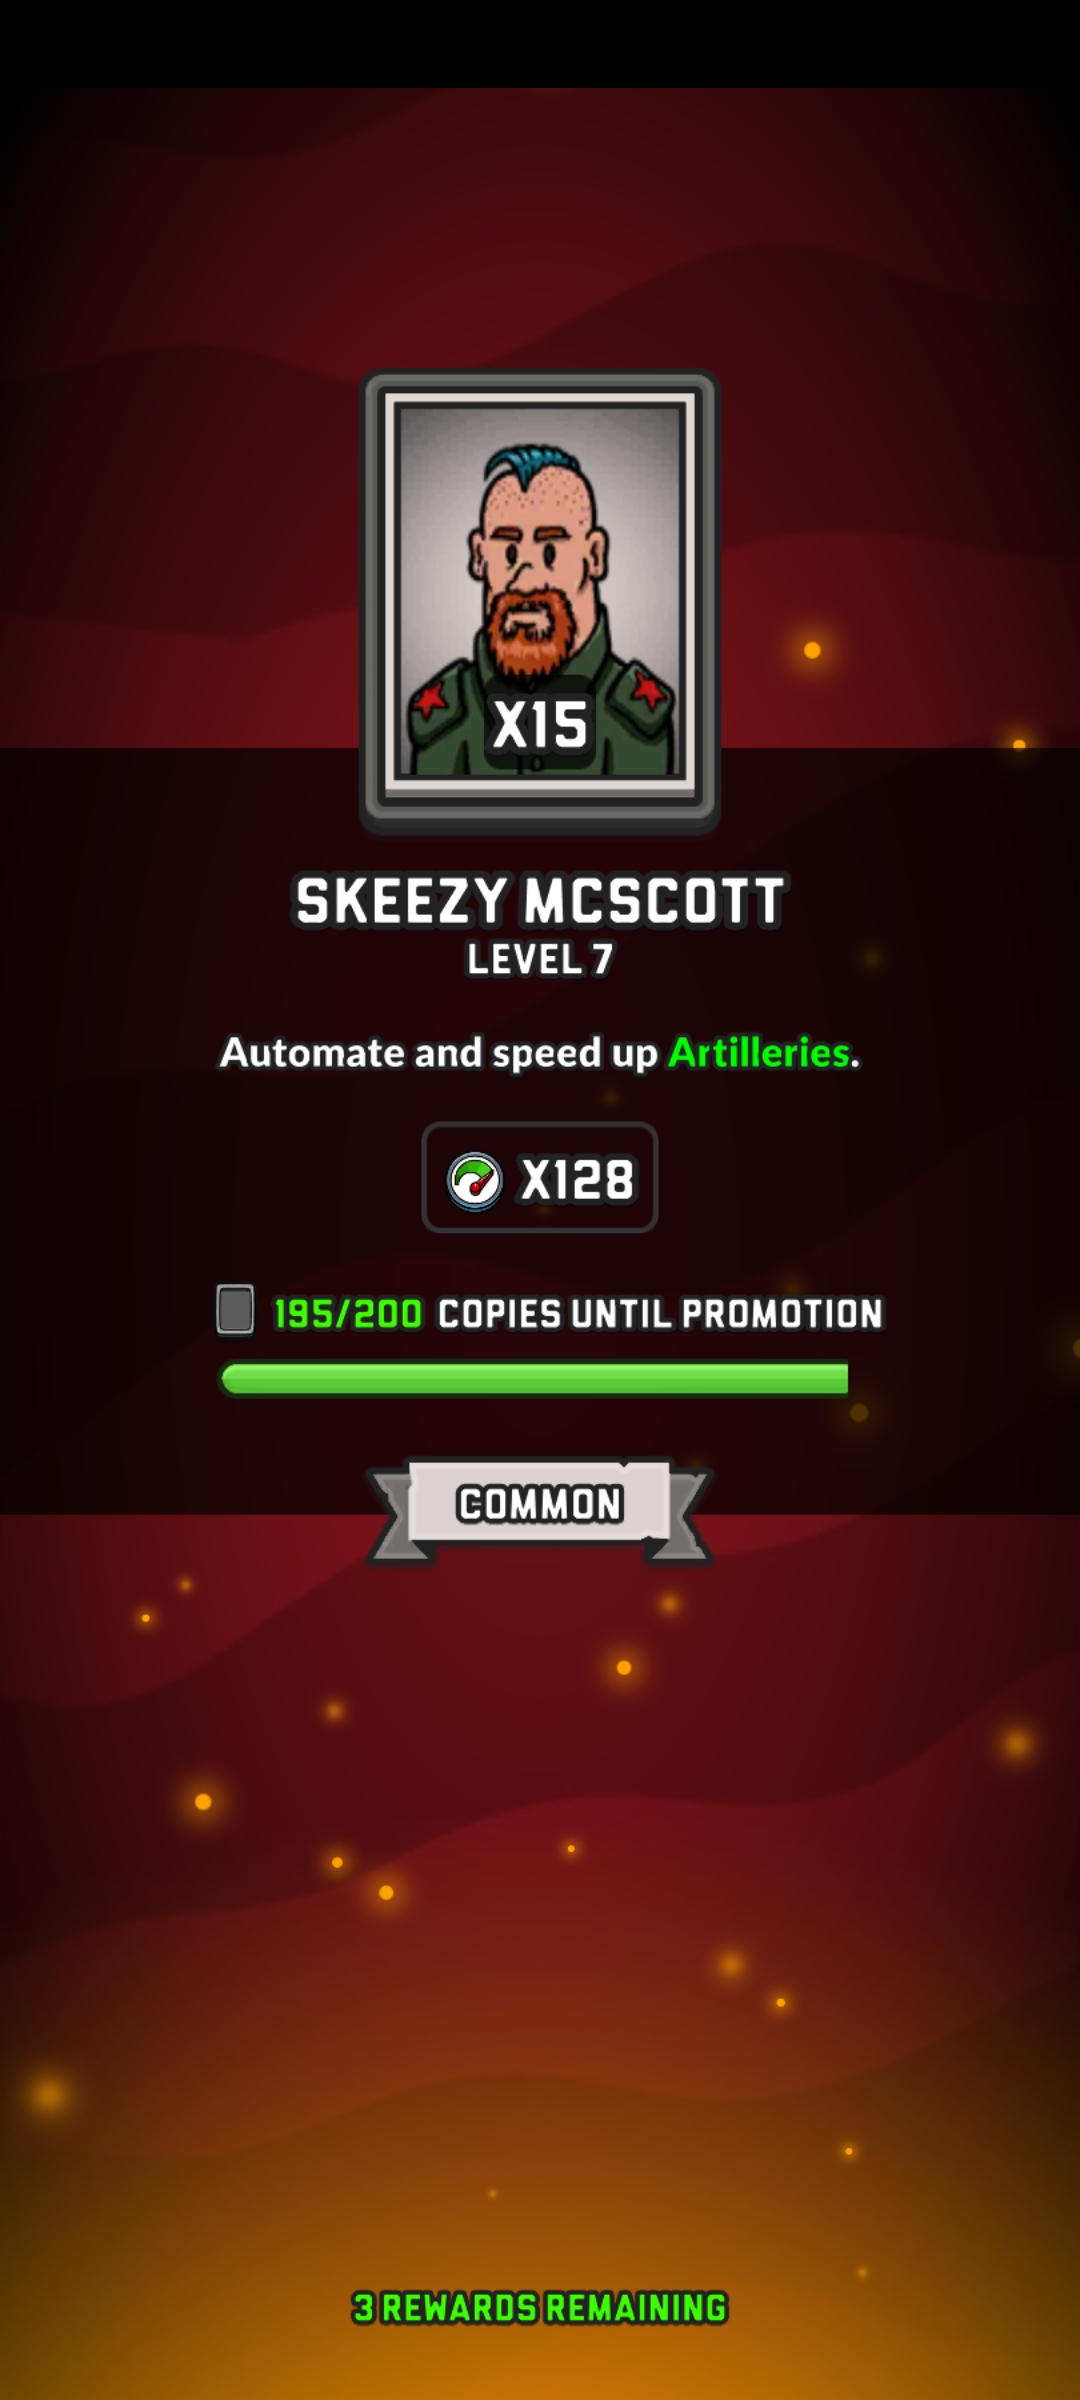 X15
SKEEZY MCSCOTT
LEVEL 7
Automate and speed up Artilleries.
X128
195/200 COPIES UNTIL PROMOTION
COMMON
3 REWARDS REMAINING